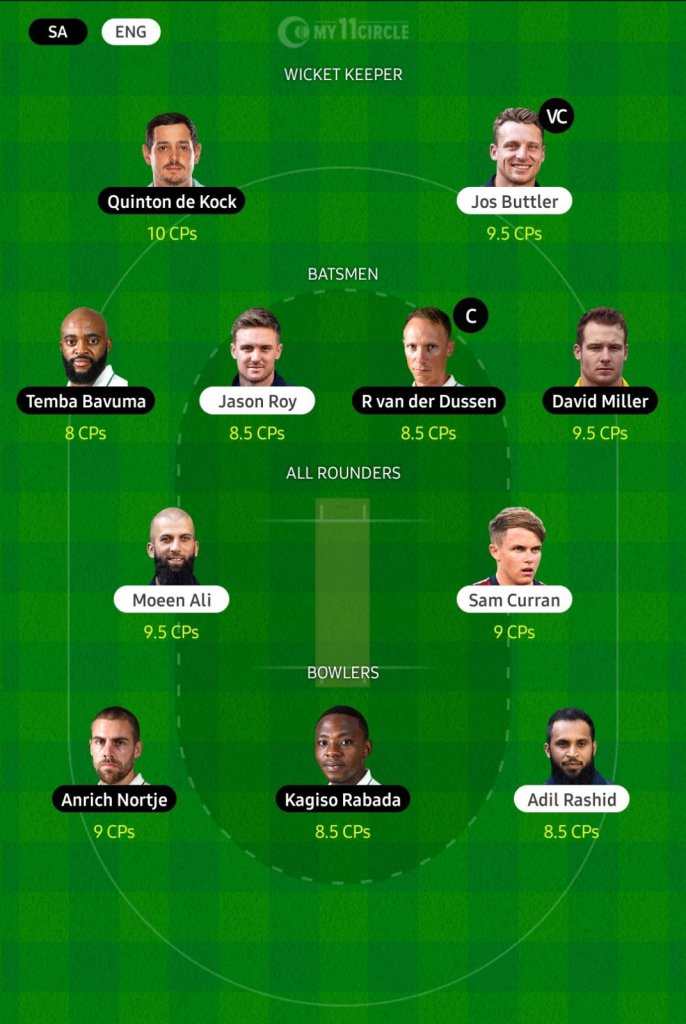 SA ENG MY11CIRCLE
WICKET KEEPER
VC
Quinton de Kock Jos Buttler
10 CPs 9.5 CPs
BATSMEN
C
Temba Bavuma Jason Roy R van der Dussen David Miller
8 CPs 8.5 CPs 8.5 CPs 9.5 CPs
ALL ROUNDERS
Moeen Ali Sam Curran
9.5 CPs 9 CPs
BOWLERS
Anrich Nortje Kagiso Rabada Adil Rashid
9 CPs 8.5 CPs 8.5 CPs